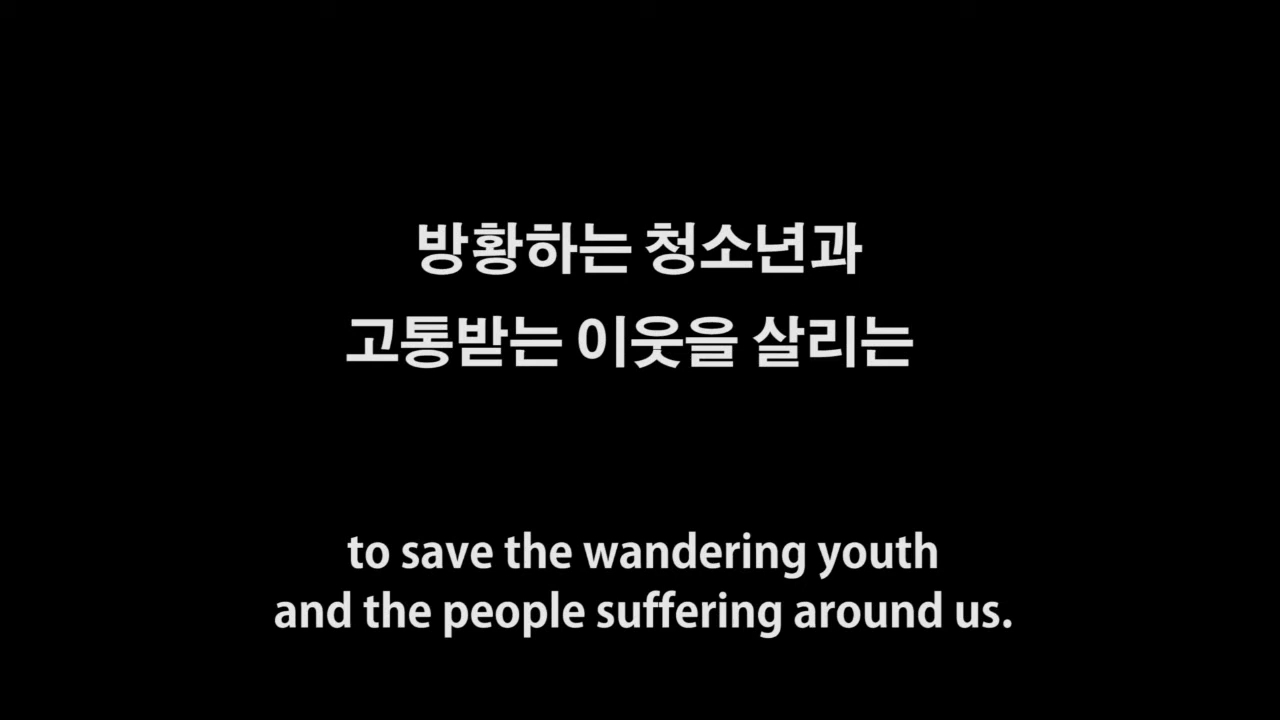 방황하는 청소년과
고통받는 이웃을 살리는
to save the wandering youth
and the people suffering around us.